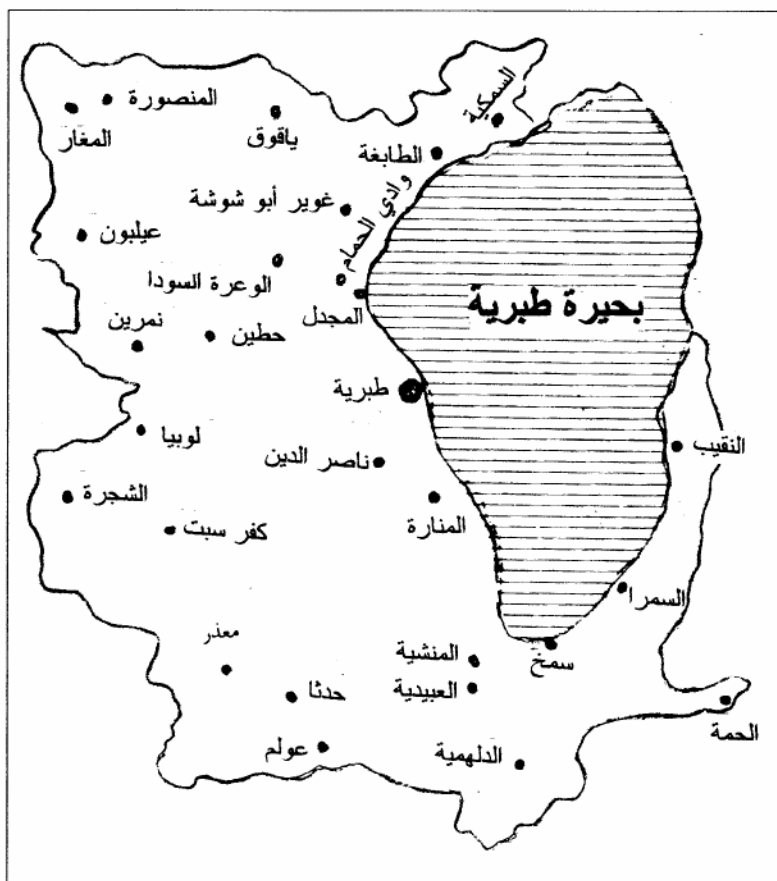 السمكية
المنصورة
المغار
ياقوق
الطابغة
وادي الحمام
غوير أبو شوشة
عيلبون
الوعرة السودا
المجدل
بحيرة طبرية
نمرين
حطين
طبرية
لوبيا
النقيب
ناصر الدين
الشجرة
المنارة
كفر سبت
السمرا
معذر
المنشية
سمخ
العبيدية
حدثا
الحمة
عولم
الدلهمية